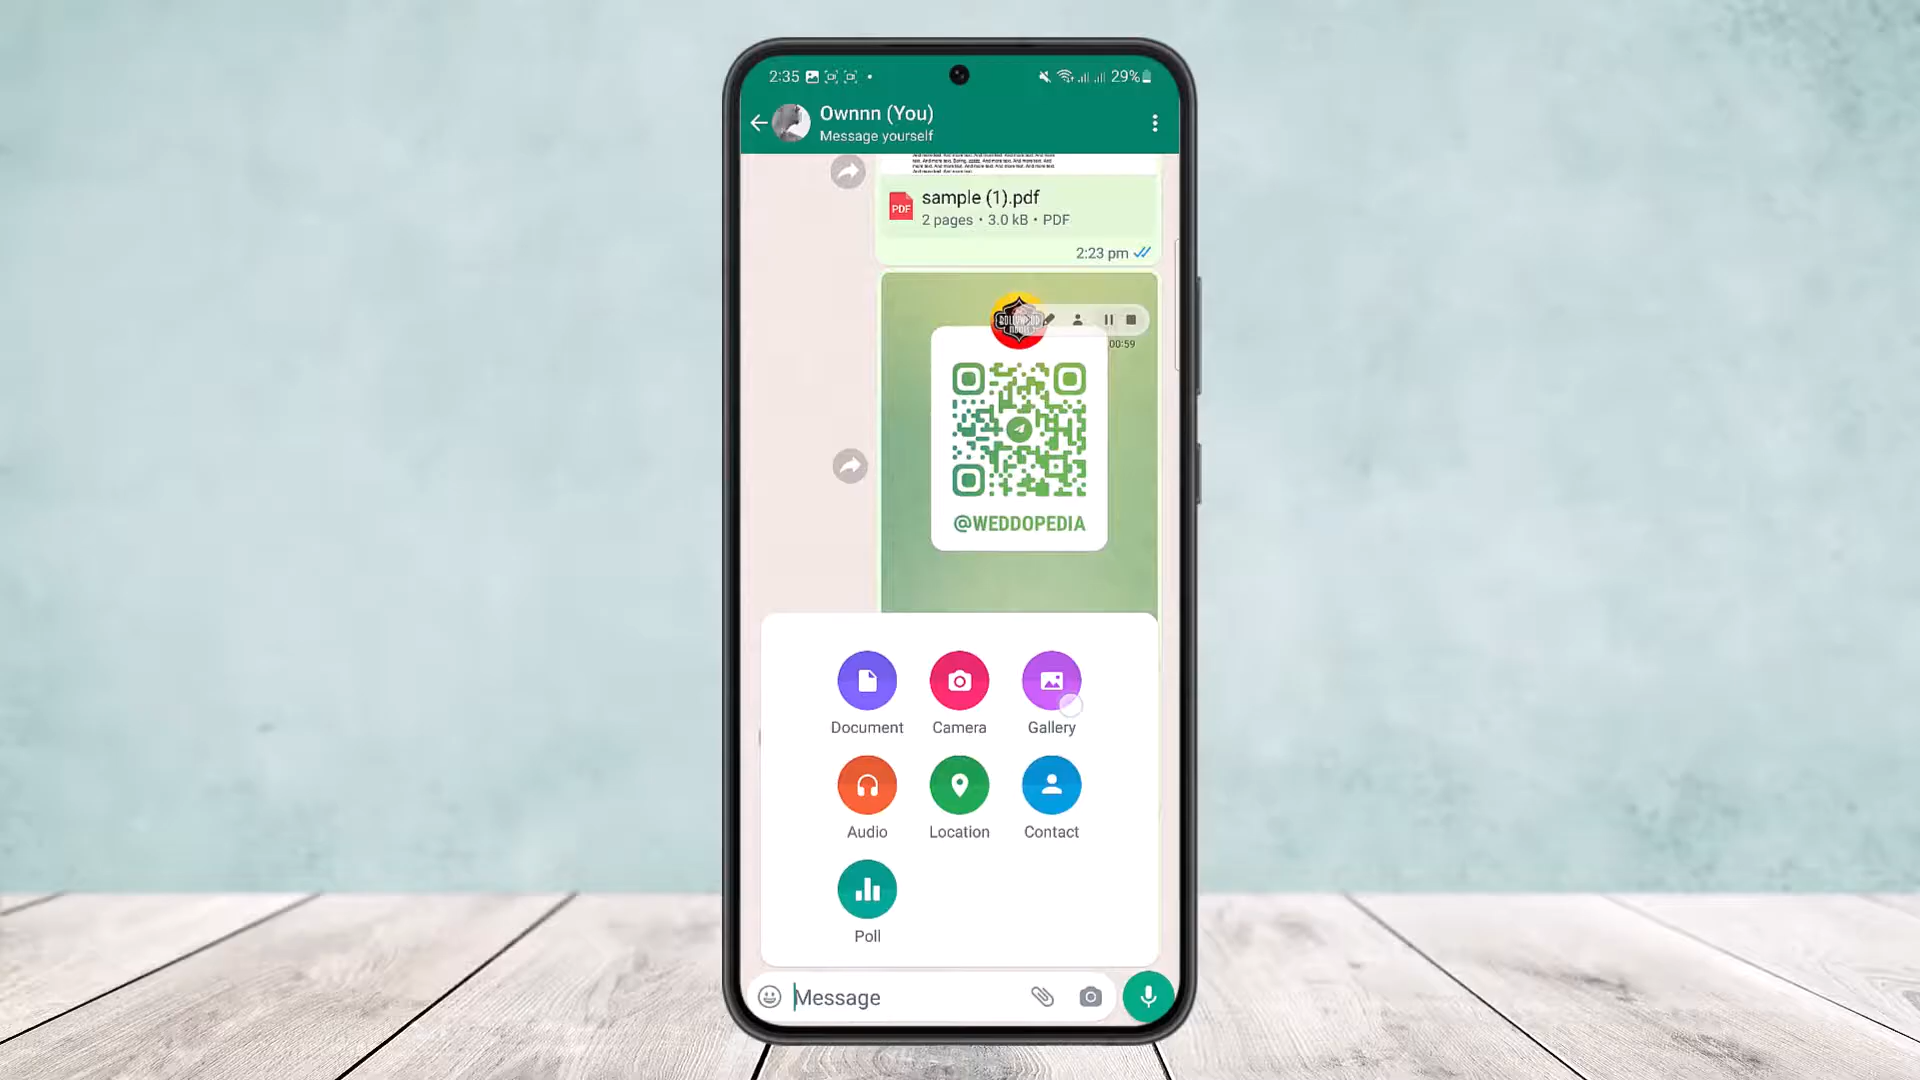 2:35
29%
Ownnn (You)
Message yourself
PDF
sample (1).pdf
2 pages • 3.0 kB • PDF
2:23 pm
00:59
@WEDDOPEDIA
Document
Camera
Gallery
Audio
Location
Contact
Poll
Message